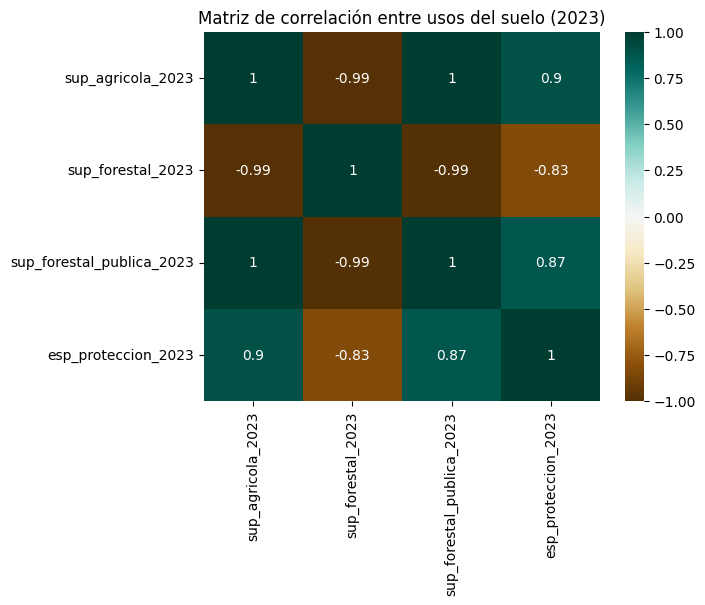 Matriz de correlación entre usos del suelo (2023)
sup_agricola_2023
1
-0.99
1
0.9
sup_forestal_2023
-0.99
1
-0.99
-0.83
sup_forestal_publica_2023
1
-0.99
1
0.87
esp_proteccion_2023
0.9
-0.83
0.87
1
sup_agricola_2023
sup_forestal_2023
sup_forestal_publica_2023
esp_proteccion_2023
1.00
0.75
0.50
0.25
0.00
−0.25
−0.50
−0.75
−1.00